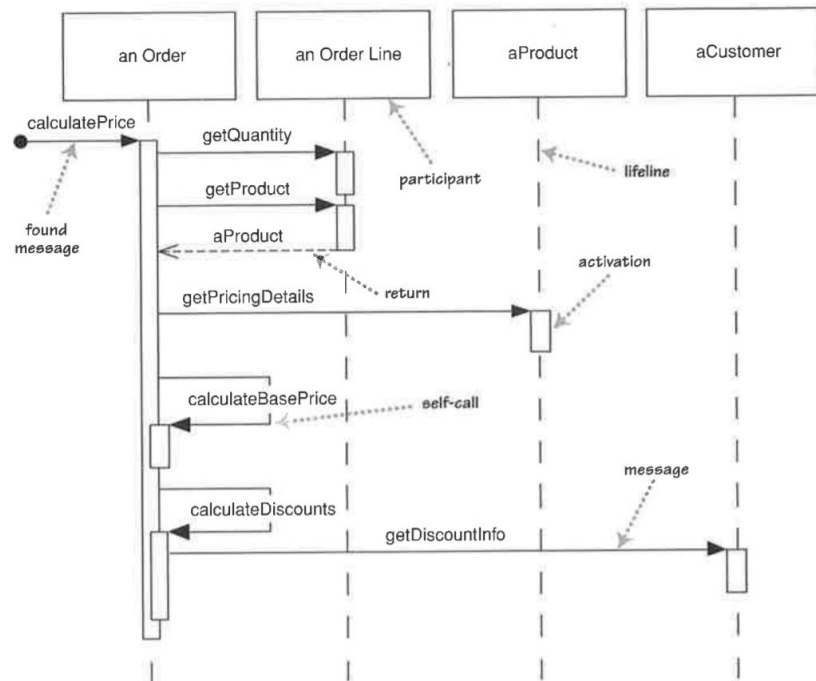 an Order
an Order Line
aProduct
aCustomer
calculatePrice
getQuantity
getProduct
participant
lifeline
found
message
aProduct
return
activation
getPricingDetails
calculateBasePrice
self-call
calculateDiscounts
message
getDiscountInfo